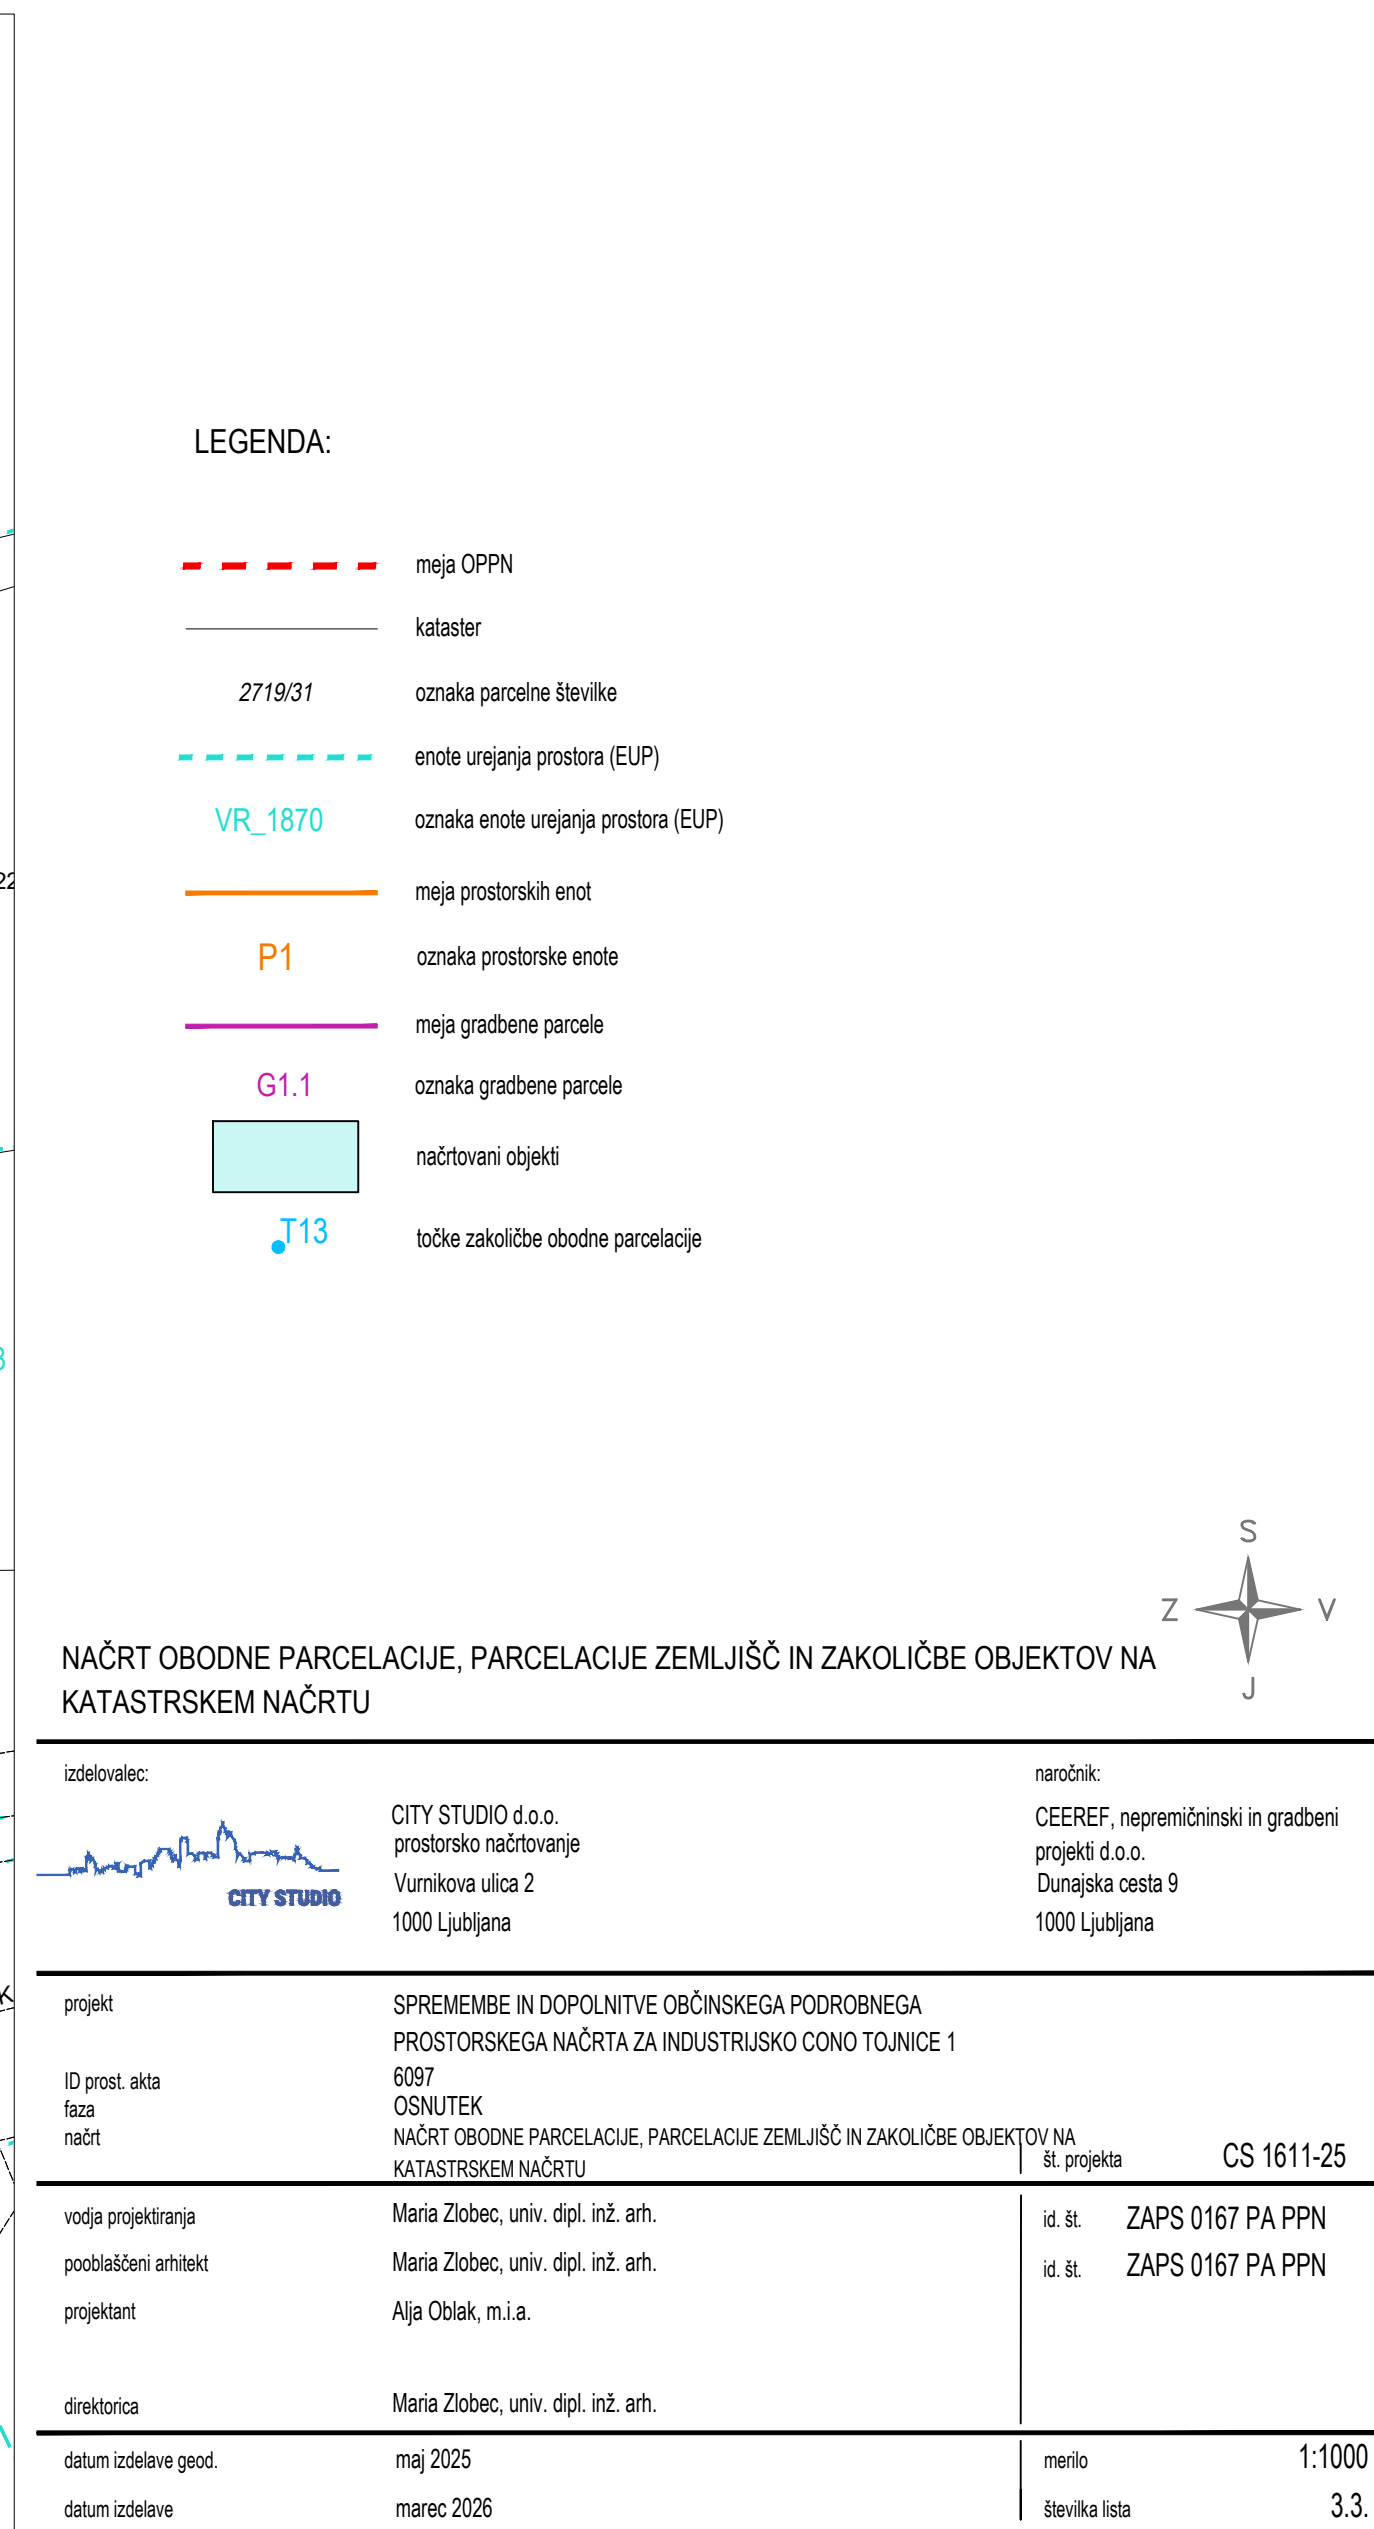 LEGENDA:
meja OPPN
kataster
2719/31 oznaka parcelne številke
enote urejanja prostora (EUP)
VR_1870 oznaka enote urejanja prostora (EUP)
22
meja prostorskih enot
P1 oznaka prostorske enote
meja gradbene parcele
G1.1 oznaka gradbene parcele
načrtovani objekti
T13 točke zakoličbe obodne parcelacije
S
Z V
J
NAČRT OBODNE PARCELACIJE, PARCELACIJE ZEMLJIŠČ IN ZAKOLIČBE OBJEKTOV NA
KATASTRSKEM NAČRTU
izdelovalec: naročnik:
CITY STUDIO d.o.o. CEEREF, nepremičninski in gradbeni
prostorsko načrtovanje projekti d.o.o.
Vurnikova ulica 2 Dunajska cesta 9
CITY STUDIO
1000 Ljubljana 1000 Ljubljana
K
projekt SPREMEMBE IN DOPOLNITVE OBČINSKEGA PODROBNEGA
PROSTORSKEGA NAČRTA ZA INDUSTRIJSKO CONO TOJNICE 1
ID prost. akta 6097
faza OSNUTEK
načrt NAČRT OBODNE PARCELACIJE, PARCELACIJE ZEMLJIŠČ IN ZAKOLIČBE OBJEKTOV NA
KATASTRSKEM NAČRTU št. projekta CS 1611-25
vodja projektiranja Maria Zlobec, univ. dipl. inž. arh. id. št. ZAPS 0167 PA PPN
pooblaščeni arhitekt Maria Zlobec, univ. dipl. inž. arh. id. št. ZAPS 0167 PA PPN
projektant Alja Oblak, m.i.a.
direktorica Maria Zlobec, univ. dipl. inž. arh.
datum izdelave geod. maj 2025 merilo 1:1000
datum izdelave marec 2026 številka lista 3.3.